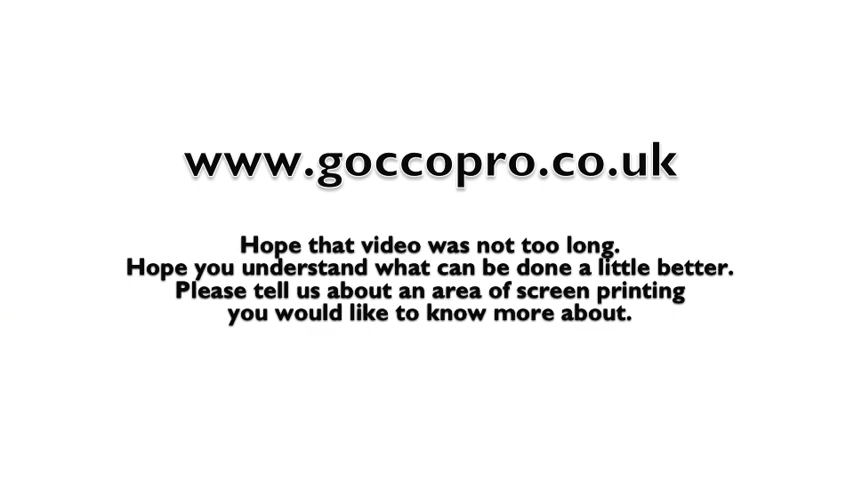 www.goccopro.co.uk
Hope that video was not too long.
Hope you understand what can be done a little better.
Please tell us about an area of screen printing
you would like to know more about.